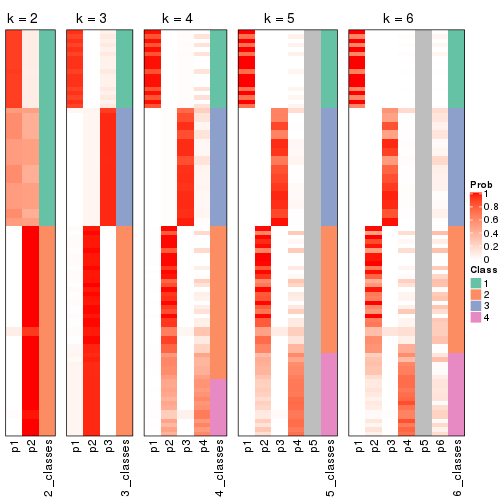 k = 2 k = 3 k = 4 k = 5 k = 6
Prob
1
0.8
0.6
0.4
0.2
0
Class
1
2
3
4
p1 p2 2_classes p1 p2 p3 3_classes p1 p2 p3 p4 4_classes p1 p2 p3 p4 p5 5_classes p1 p2 p3 p4 p5 p6 6_classes